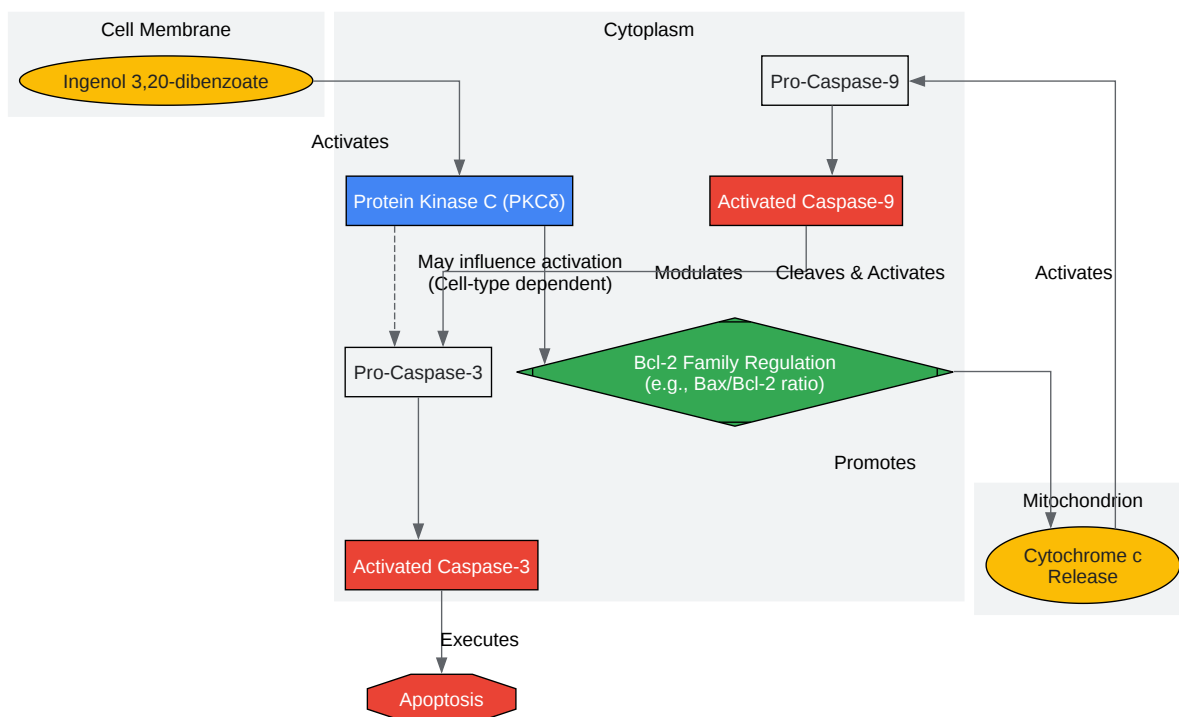 Cell Membrane
Cytoplasm
Ingenol 3,20-dibenzoate
Pro-Caspase-9
Activates
Protein Kinase C (PKCδ)
Activated Caspase-9
May influence activation
(Cell-type dependent)
Modulates
Cleaves & Activates
Activates
Pro-Caspase-3
Bcl-2 Family Regulation
(e.g., Bax/Bcl-2 ratio)
Promotes
Mitochondrion
Cytochrome c
Release
Activated Caspase-3
Executes
Apoptosis